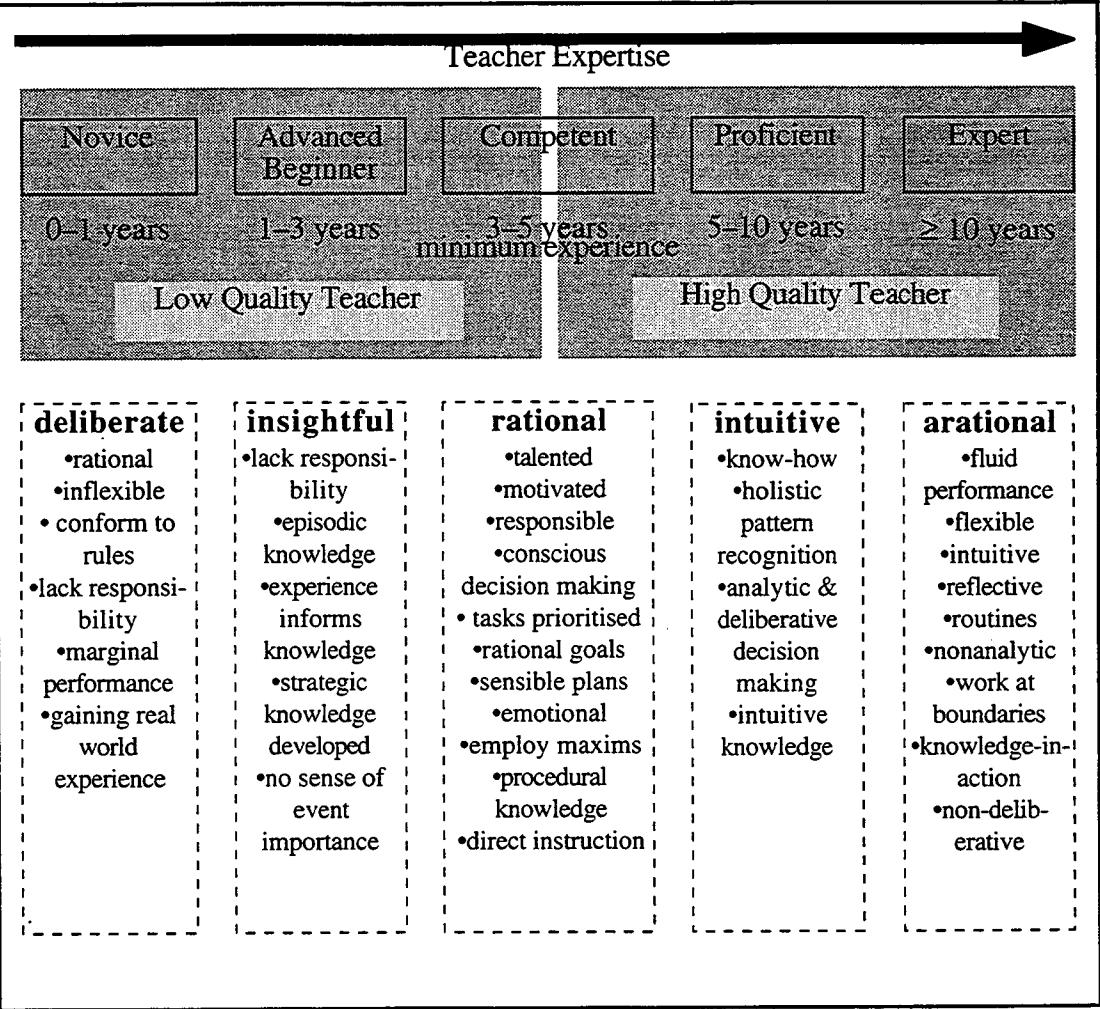 Teacher Expertise
Novice
Advanced
Beginner
Competent
Proficient
Expert
0–1 years
1–3 years
3–5 years
5–10 years
≥ 10 years
minimum experience
Low Quality Teacher
High Quality Teacher
deliberate
•rational
•inflexible
• conform to
rules
•lack responsi-
bility
•marginal
performance
•gaining real
world
experience
insightful
•lack responsi-
bility
•episodic
knowledge
•experience
informs
knowledge
•strategic
knowledge
developed
•no sense of
event
importance
rational
•talented
•motivated
•responsible
•conscious
decision making
• tasks prioritised
•rational goals
•sensible plans
•emotional
•employ maxims
•procedural
knowledge
•direct instruction
intuitive
•know-how
•holistic
pattern
recognition
•analytic &
deliberative
decision
making
•intuitive
knowledge
arational
•fluid
performance
•flexible
•intuitive
•reflective
•routines
•nonanalytic
•work at
boundaries
•knowledge-in-
action
•non-delib-
erative